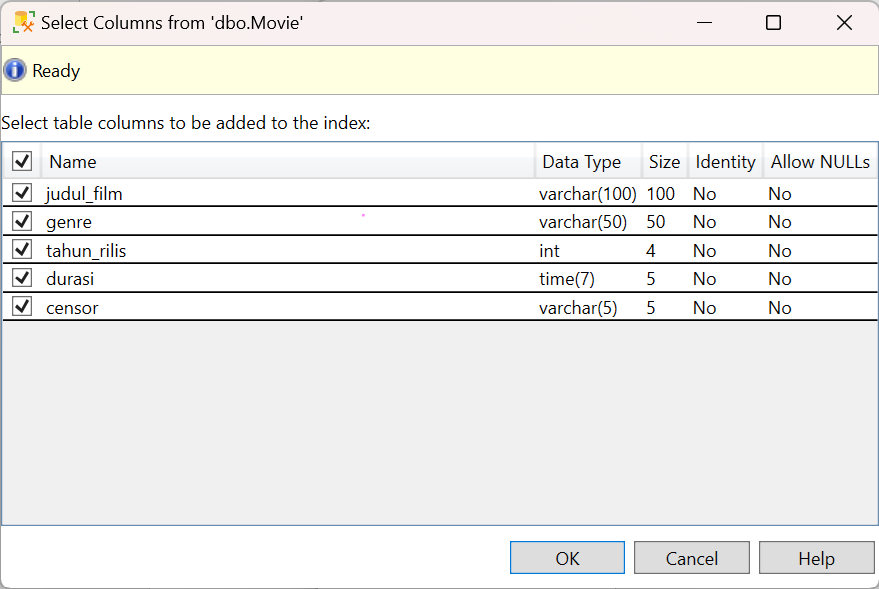 Select Columns from 'dbo.Movie'
Ready
Select table columns to be added to the index:
Name Data Type Size Identity Allow NULLs
judul_film varchar(100) 100 No No
genre varchar(50) 50 No No
tahun_rilis int 4 No No
durasi time(7) 5 No No
censor varchar(5) 5 No No
OK Cancel Help